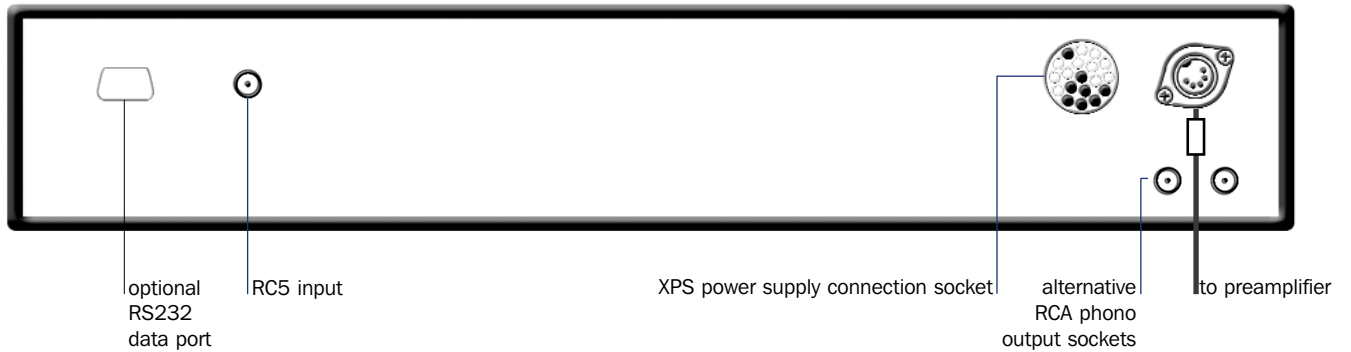 optional
RS232
data port
RC5 input
XPS power supply connection socket
alternative
RCA phono
output sockets
to preamplifier